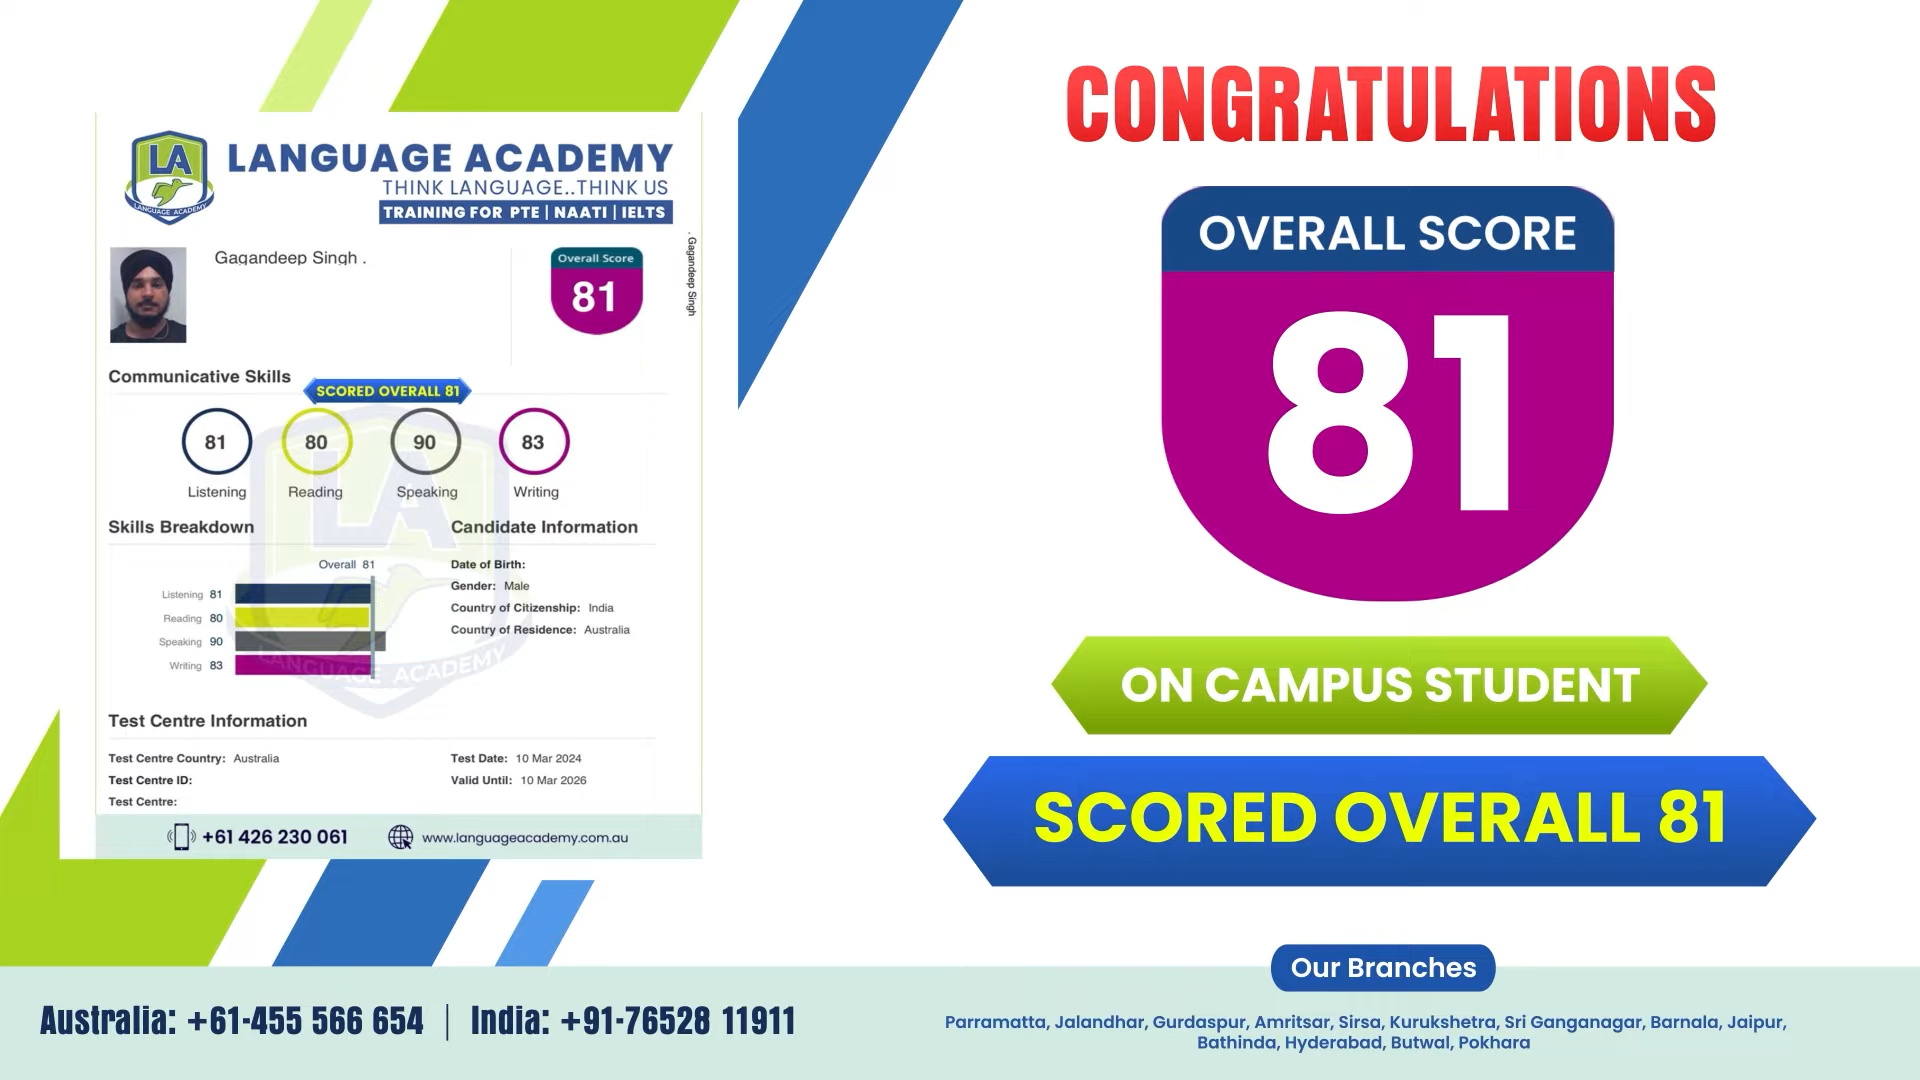 LA
LANGUAGE ACADEMY
LANGUAGE ACADEMY
THINK LANGUAGE..THINK US
TRAINING FOR PTE | NAATI | IELTS
Gagandeep Singh .
Overall Score
81
. Gagandeep Singh
Communicative Skills
SCORED OVERALL 81
81 80 90 83
Listening Reading Speaking Writing
LA
LANGUAGE ACADEMY
Skills Breakdown
Overall 81
Listening 81
Reading 80
Speaking 90
Writing 83
Candidate Information
Date of Birth:
Gender: Male
Country of Citizenship: India
Country of Residence: Australia
Test Centre Information
Test Centre Country: Australia
Test Centre ID:
Test Centre:
Test Date: 10 Mar 2024
Valid Until: 10 Mar 2026
+61 426 230 061 www.languageacademy.com.au
CONGRATULATIONS
OVERALL SCORE
81
ON CAMPUS STUDENT
SCORED OVERALL 81
Australia: +61-455 566 654 | India: +91-76528 11911
Our Branches
Parramatta, Jalandhar, Gurdaspur, Amritsar, Sirsa, Kurukshetra, Sri Ganganagar, Barnala, Jaipur,
Bathinda, Hyderabad, Butwal, Pokhara